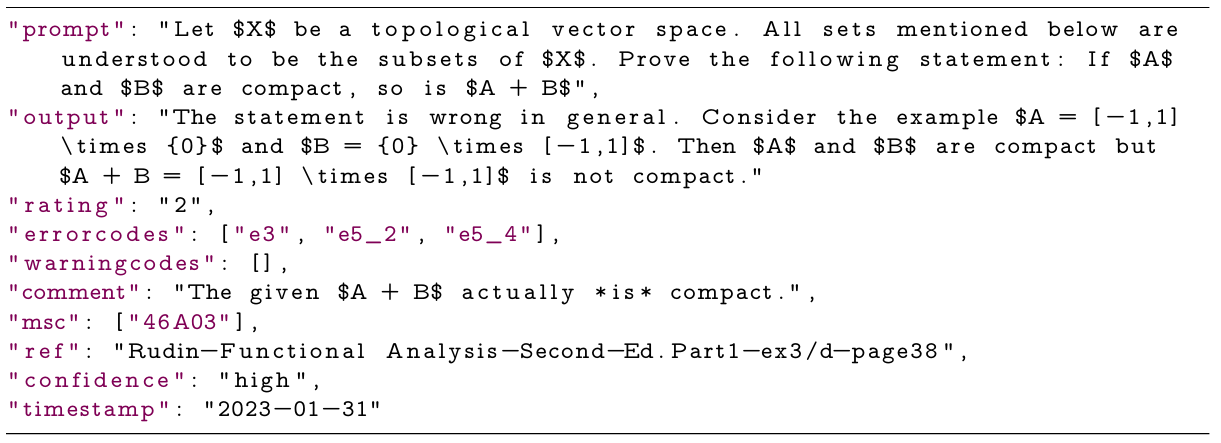 "prompt": "Let $X$ be a topological vector space. All sets mentioned below are
understood to be the subsets of $X$. Prove the following statement: If $A$
and $B$ are compact, so is $A + B$",
"output": "The statement is wrong in general. Consider the example $A = [−1,1]
\times {0}$ and $B = {0} \times [−1,1]$. Then $A$ and $B$ are compact but
$A + B = [−1,1] \times [−1,1]$ is not compact."
"rating": "2",
"errorcodes": ["e3", "e5_2", "e5_4"],
"warningcodes": [],
"comment": "The given $A + B$ actually *is* compact.",
"msc": ["46A03"],
"ref": "Rudin−Functional Analysis−Second−Ed.Part1−ex3/d−page38",
"confidence": "high",
"timestamp": "2023−01−31"